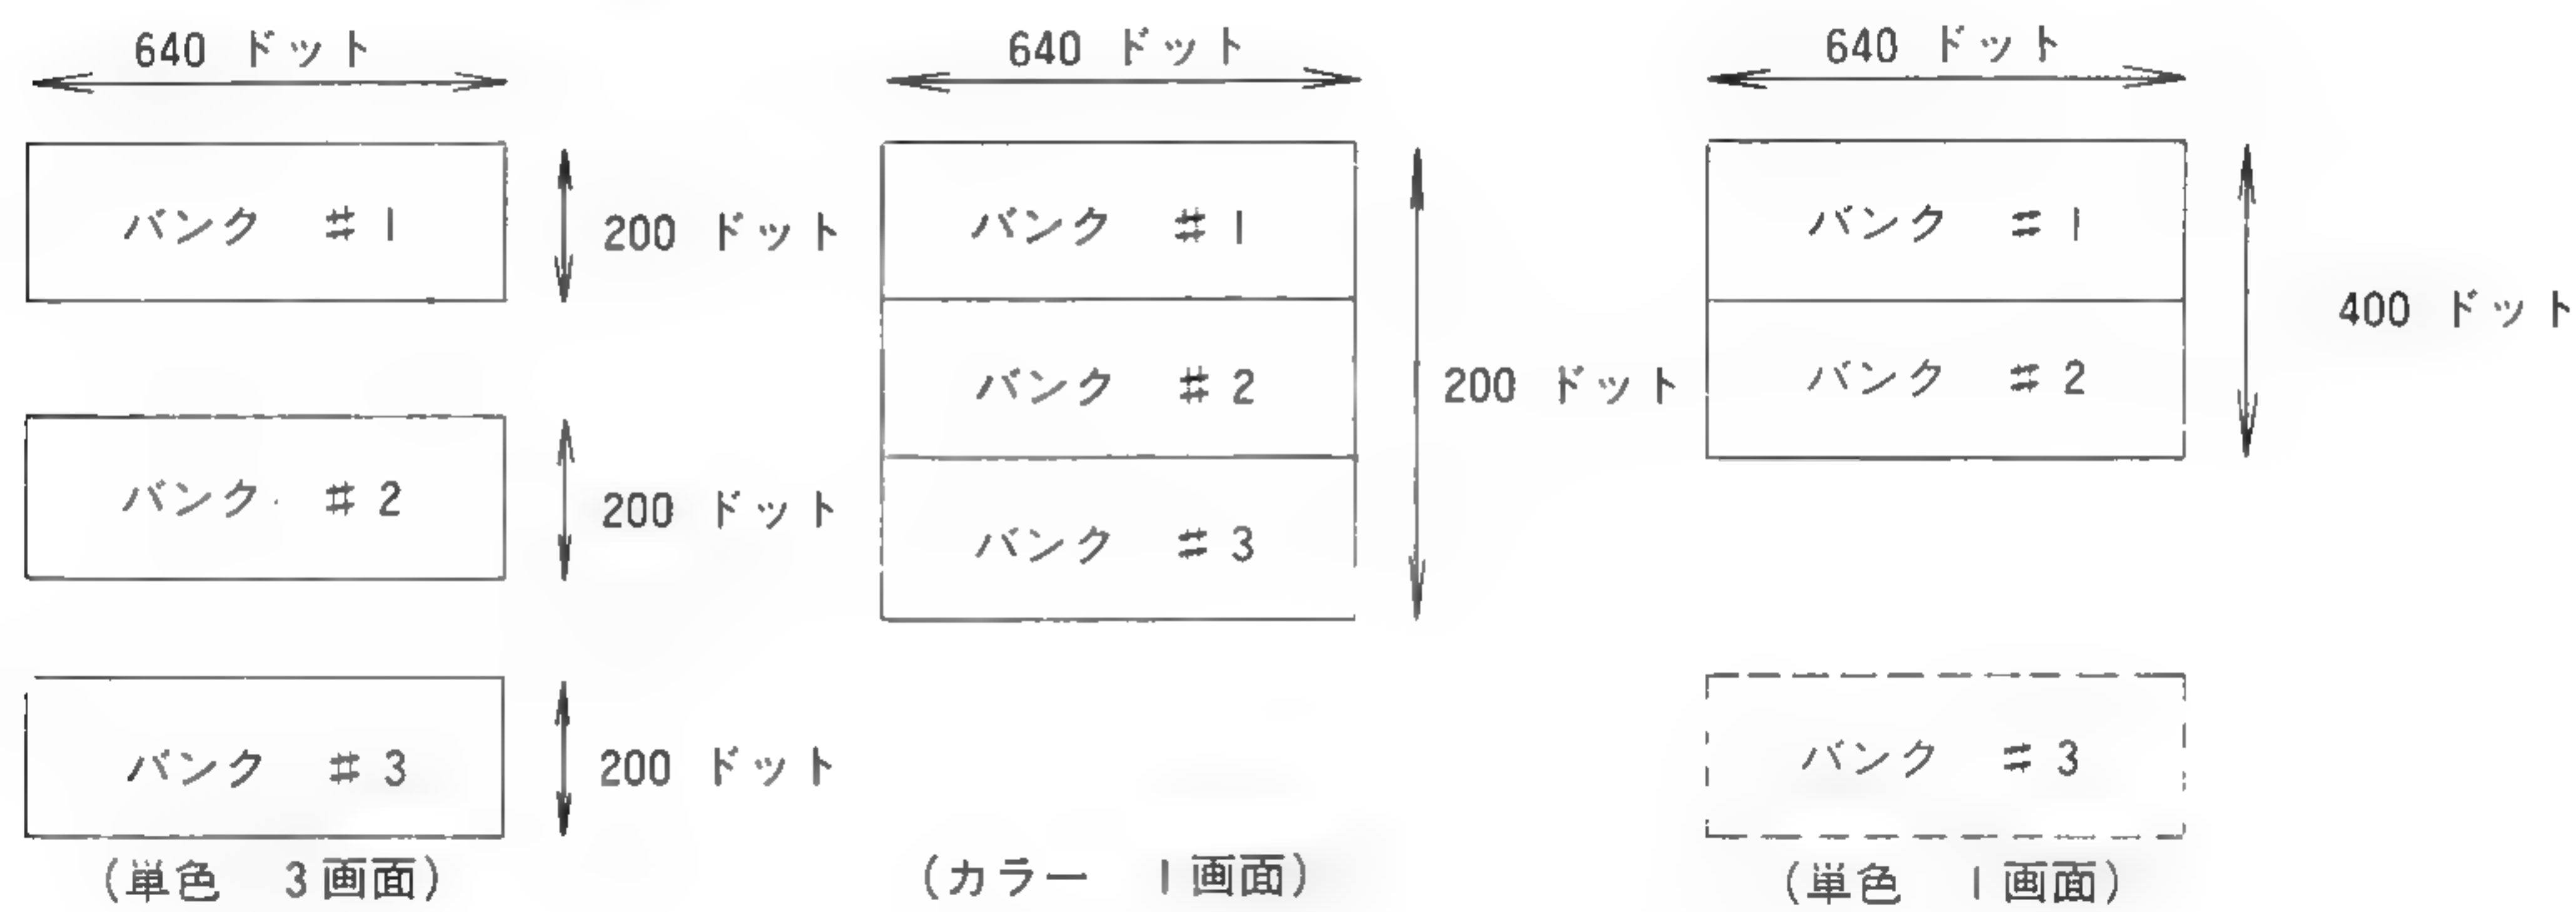 640 ドット
バンク #1
200 ドット
バンク #2
200 ドット
バンク #3
200 ドット
(単色 3画面)
640 ドット
バンク #1
バンク #2
バンク #3
200 ドット
(カラー 1画面)
640 ドット
バンク #1
バンク #2
400 ドット
バンク #3
(単色 1画面)